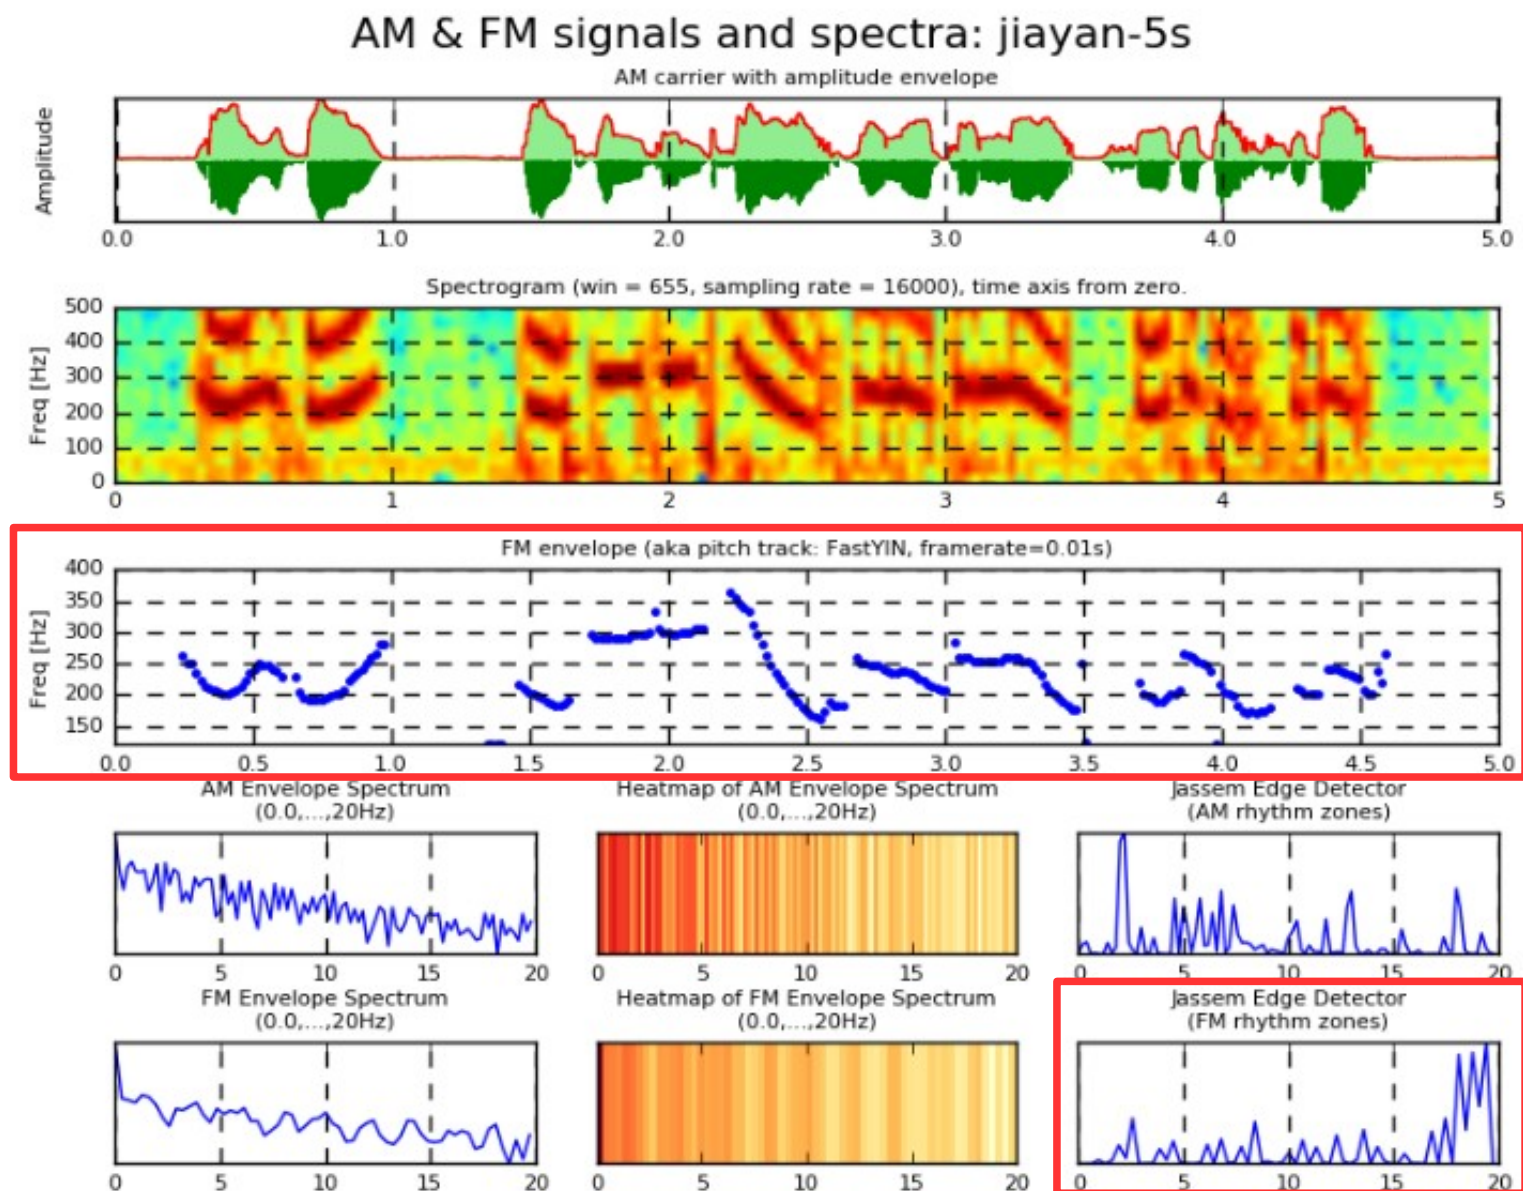 AM & FM signals and spectra: jiayan-5s
AM carrier with amplitude envelope
Amplitude
0.0 1.0 2.0 3.0 4.0 5.0
Spectrogram (win = 655, sampling rate = 16000), time axis from zero.
Freq [Hz]
500
400
300
200
100
0
0 1 2 3 4 5
FM envelope (aka pitch track: FastYIN, framerate=0.01s)
Freq [Hz]
400
350
300
250
200
150
0.0 0.5 1.0 1.5 2.0 2.5 3.0 3.5 4.0 4.5 5.0
AM Envelope Spectrum
(0.0,...,20Hz)
0 5 10 15 20
Heatmap of AM Envelope Spectrum
(0.0,...,20Hz)
0 5 10 15 20
Jassem Edge Detector
(AM rhythm zones)
0 5 10 15 20
FM Envelope Spectrum
(0.0,...,20Hz)
0 5 10 15 20
Heatmap of FM Envelope Spectrum
(0.0,...,20Hz)
0 5 10 15 20
Jassem Edge Detector
(FM rhythm zones)
0 5 10 15 20